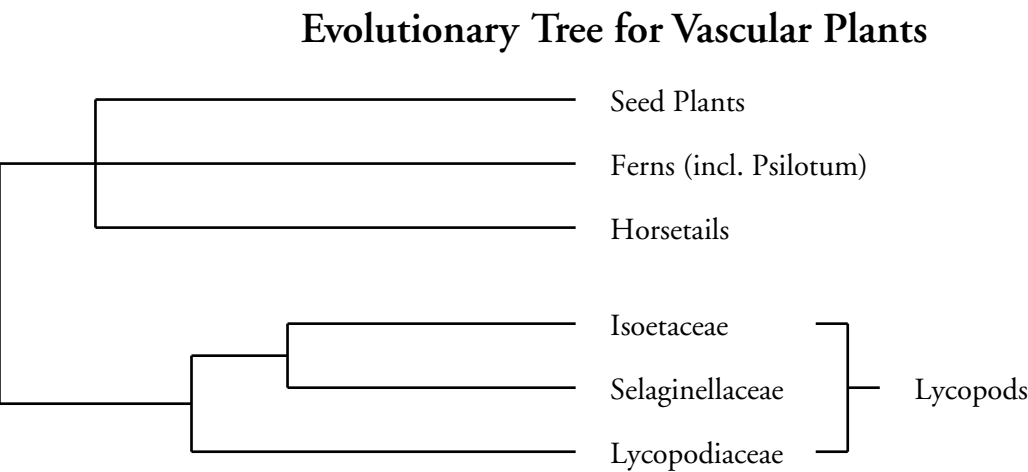 Evolutionary Tree for Vascular Plants
Seed Plants
Ferns (incl. Psilotum)
Horsetails
Isoetaceae
Selaginellaceae
Lycopods
Lycopodiaceae